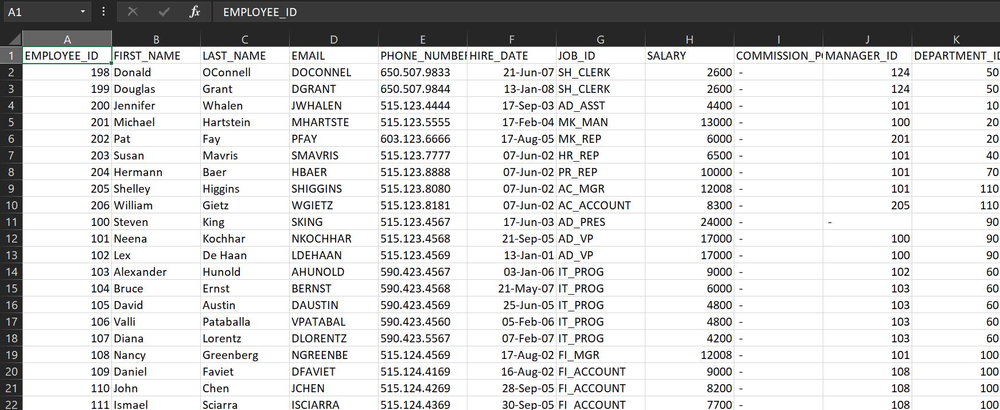 A1 fx EMPLOYEE_ID
A B C D E F G H I J K
1 EMPLOYEE_ID FIRST_NAME LAST_NAME EMAIL PHONE_NUMBER HIRE_DATE JOB_ID SALARY COMMISSION_P MANAGER_ID DEPARTMENT_ID
2 198 Donald OConnell DOCONNEL 650.507.9833 21-Jun-07 SH_CLERK 2600 - 124 50
3 199 Douglas Grant DGRANT 650.507.9844 13-Jan-08 SH_CLERK 2600 - 124 50
4 200 Jennifer Whalen JWHALEN 515.123.4444 17-Sep-03 AD_ASST 4400 - 101 10
5 201 Michael Hartstein MHARTSTE 515.123.5555 17-Feb-04 MK_MAN 13000 - 100 20
6 202 Pat Fay PFAY 603.123.6666 17-Aug-05 MK_REP 6000 - 201 20
7 203 Susan Mavris SMAVRIS 515.123.7777 07-Jun-02 HR_REP 6500 - 101 40
8 204 Hermann Baer HBAER 515.123.8888 07-Jun-02 PR_REP 10000 - 101 70
9 205 Shelley Higgins SHIGGINS 515.123.8080 07-Jun-02 AC_MGR 12008 - 101 110
10 206 William Gietz WGIETZ 515.123.8181 07-Jun-02 AC_ACCOUNT 8300 - 205 110
11 100 Steven King SKING 515.123.4567 17-Jun-03 AD_PRES 24000 - - 90
12 101 Neena Kochhar NKOCHHAR 515.123.4568 21-Sep-05 AD_VP 17000 - 100 90
13 102 Lex De Haan LDEHAAN 515.123.4569 13-Jan-01 AD_VP 17000 - 100 90
14 103 Alexander Hunold AHUNOLD 590.423.4567 03-Jan-06 IT_PROG 9000 - 102 60
15 104 Bruce Ernst BERNST 590.423.4568 21-May-07 IT_PROG 6000 - 103 60
16 105 David Austin DAUSTIN 590.423.4569 25-Jun-05 IT_PROG 4800 - 103 60
17 106 Valli Pataballa VPATABAL 590.423.4560 05-Feb-06 IT_PROG 4800 - 103 60
18 107 Diana Lorentz DLORENTZ 590.423.5567 07-Feb-07 IT_PROG 4200 - 103 60
19 108 Nancy Greenberg NGREENBE 515.124.4569 17-Aug-02 FI_MGR 12008 - 101 100
20 109 Daniel Faviet DFAVIET 515.124.4169 16-Aug-02 FI_ACCOUNT 9000 - 108 100
21 110 John Chen JCHEN 515.124.4269 28-Sep-05 FI_ACCOUNT 8200 - 108 100
22 111 Ismael Sciarra ISCIARRA 515.124.4369 30-Sep-05 FI_ACCOUNT 7700 - 108 100